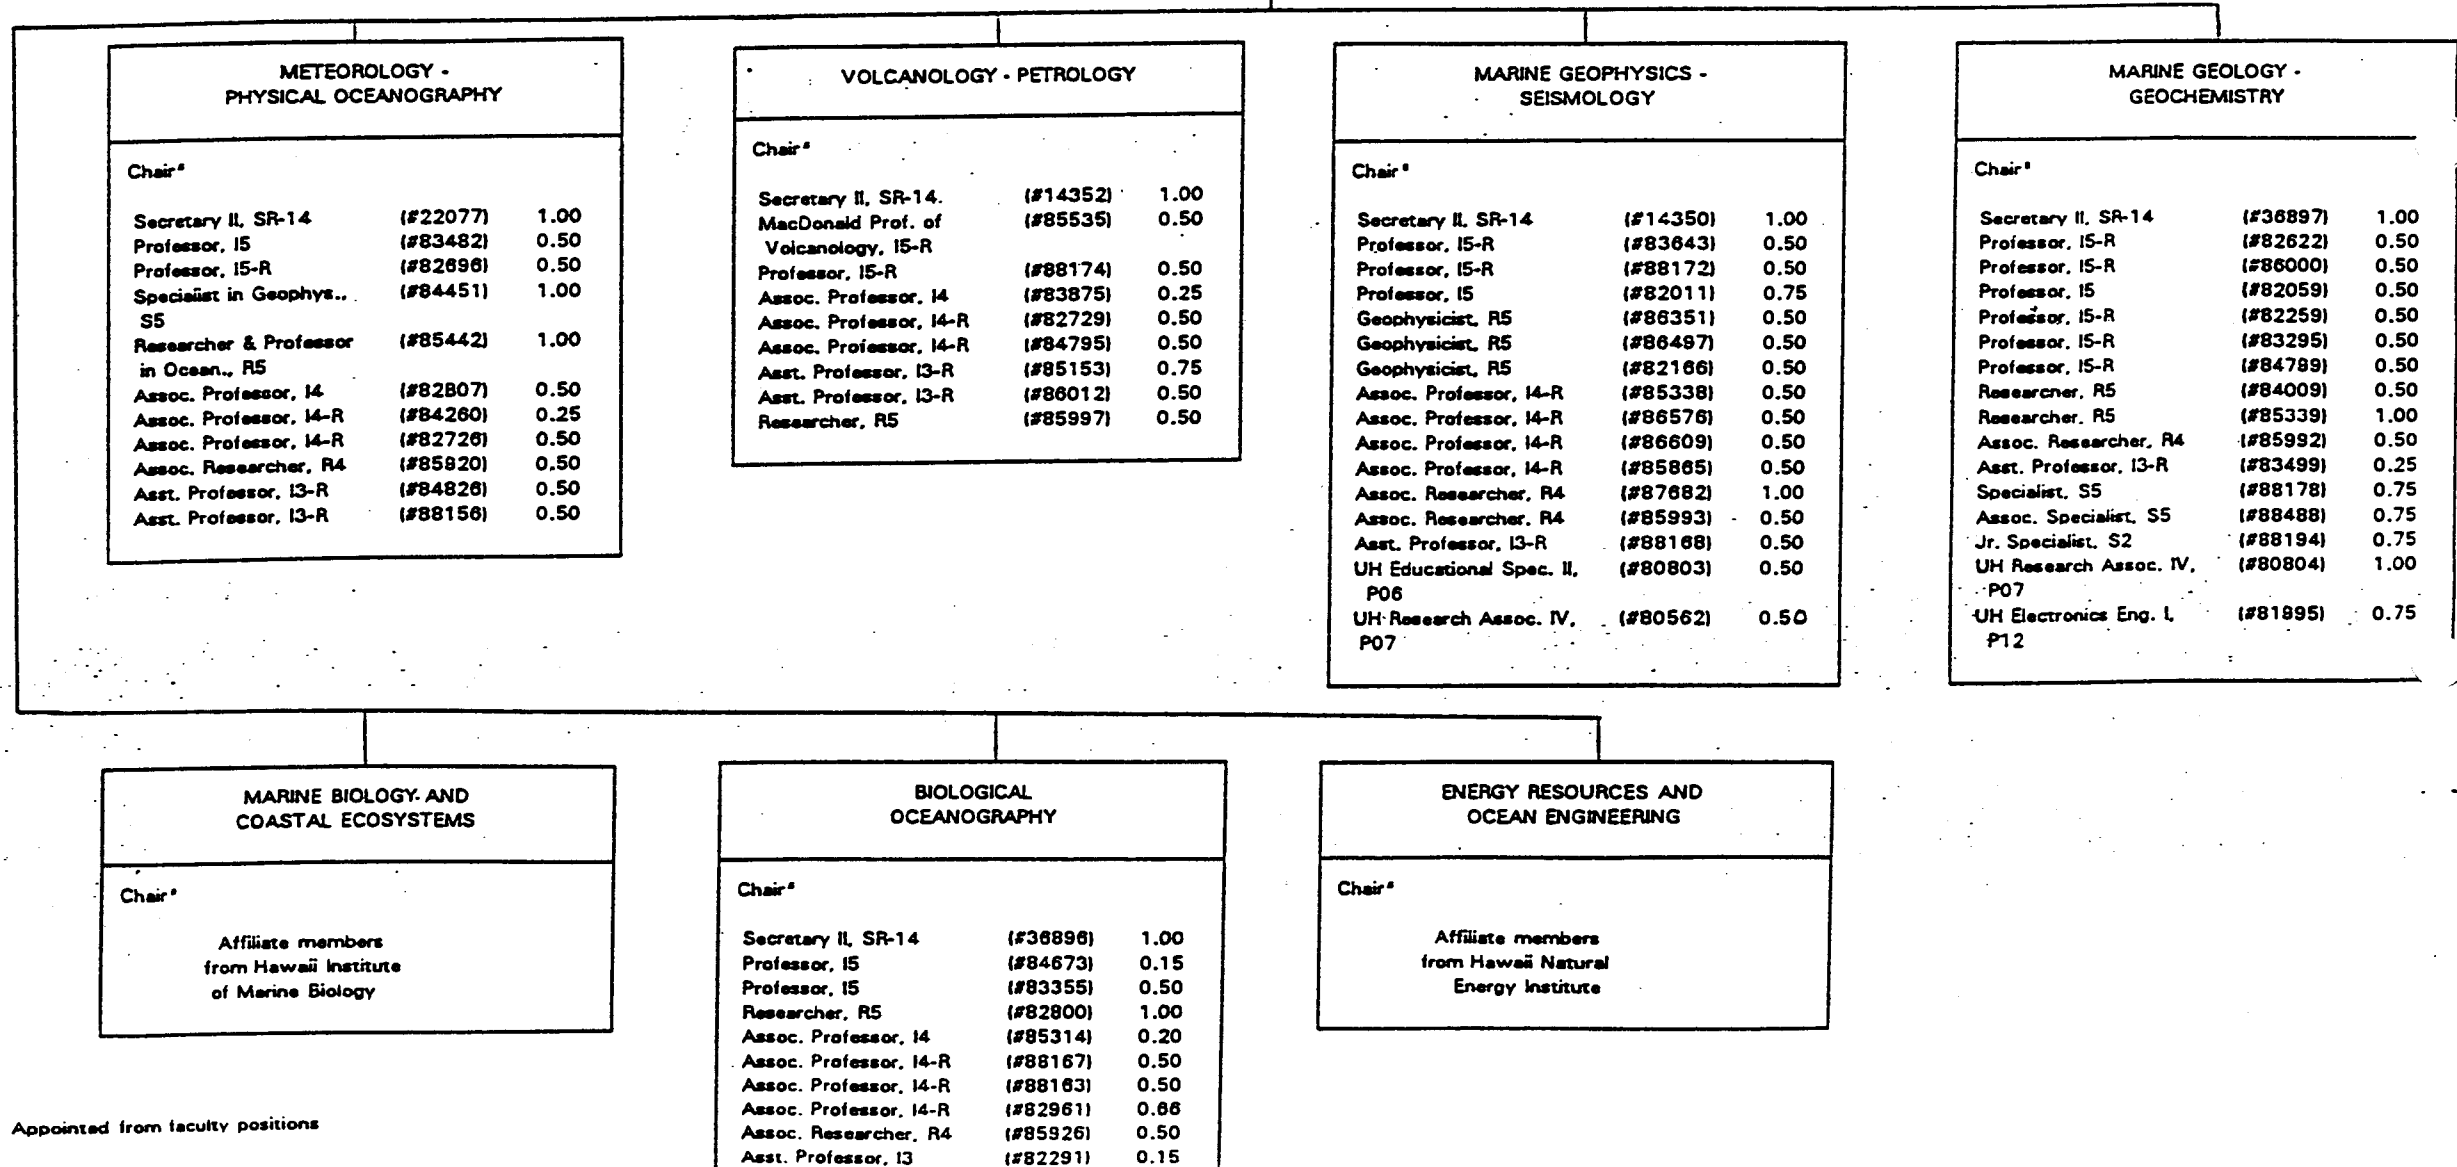 METEOROLOGY -
PHYSICAL OCEANOGRAPHY
Chair*
Secretary II, SR-14 (#22077) 1.00
Professor, I5 (#83482) 0.50
Professor, I5-R (#82696) 0.50
Specialist in Geophys., (#84451) 1.00
S5
Researcher & Professor (#85442) 1.00
in Ocean., R5
Assoc. Professor, I4 (#82807) 0.50
Assoc. Professor, I4-R (#84260) 0.25
Assoc. Professor, I4-R (#82726) 0.50
Assoc. Researcher, R4 (#85920) 0.50
Asst. Professor, I3-R (#84826) 0.50
Asst. Professor, I3-R (#88156) 0.50
VOLCANOLOGY - PETROLOGY
Chair*
Secretary II, SR-14. (#14352) 1.00
MacDonald Prof. of (#85535) 0.50
Volcanology, I5-R
Professor, I5-R (#88174) 0.50
Assoc. Professor, I4 (#83875) 0.25
Assoc. Professor, I4-R (#82729) 0.50
Assoc. Professor, I4-R (#84795) 0.50
Asst. Professor, I3-R (#85153) 0.75
Asst. Professor, I3-R (#86012) 0.50
Researcher, R5 (#85997) 0.50
MARINE GEOPHYSICS -
SEISMOLOGY
Chair*
Secretary II, SR-14 (#14350) 1.00
Professor, I5-R (#83643) 0.50
Professor, I5-R (#88172) 0.50
Professor, I5 (#82011) 0.75
Geophysicist, R5 (#86351) 0.50
Geophysicist, R5 (#86497) 0.50
Geophysicist, R5 (#82166) 0.50
Assoc. Professor, I4-R (#85338) 0.50
Assoc. Professor, I4-R (#86576) 0.50
Assoc. Professor, I4-R (#86609) 0.50
Assoc. Professor, I4-R (#85865) 0.50
Assoc. Researcher, R4 (#87682) 1.00
Assoc. Researcher, R4 (#85993) 0.50
Asst. Professor, I3-R (#88168) 0.50
UH Educational Spec. II, (#80803) 0.50
P06
UH Research Assoc. IV, (#80562) 0.50
P07
MARINE GEOLOGY -
GEOCHEMISTRY
Chair*
Secretary II, SR-14 (#36897) 1.00
Professor, I5-R (#82622) 0.50
Professor, I5-R (#86000) 0.50
Professor, I5 (#82059) 0.50
Professor, I5-R (#82259) 0.50
Professor, I5-R (#83295) 0.50
Professor, I5-R (#84789) 0.50
Researcher, R5 (#84009) 0.50
Researcher, R5 (#85339) 1.00
Assoc. Researcher, R4 (#85992) 0.50
Asst. Professor, I3-R (#83499) 0.25
Specialist, S5 (#88178) 0.75
Assoc. Specialist, S5 (#88488) 0.75
Jr. Specialist, S2 (#88194) 0.75
UH Research Assoc. IV, (#80804) 1.00
P07
UH Electronics Eng. I, (#81895) 0.75
P12
MARINE BIOLOGY AND
COASTAL ECOSYSTEMS
Chair*
Affiliate members
from Hawaii Institute
of Marine Biology
BIOLOGICAL
OCEANOGRAPHY
Chair*
Secretary II, SR-14 (#36896) 1.00
Professor, I5 (#84673) 0.15
Professor, I5 (#83355) 0.50
Researcher, R5 (#82800) 1.00
Assoc. Professor, I4 (#85314) 0.20
Assoc. Professor, I4-R (#88167) 0.50
Assoc. Professor, I4-R (#88163) 0.50
Assoc. Professor, I4-R (#82961) 0.66
Assoc. Researcher, R4 (#85926) 0.50
Asst. Professor, I3 (#82291) 0.15
ENERGY RESOURCES AND
OCEAN ENGINEERING
Chair*
Affiliate members
from Hawaii Natural
Energy Institute
Appointed from faculty positions